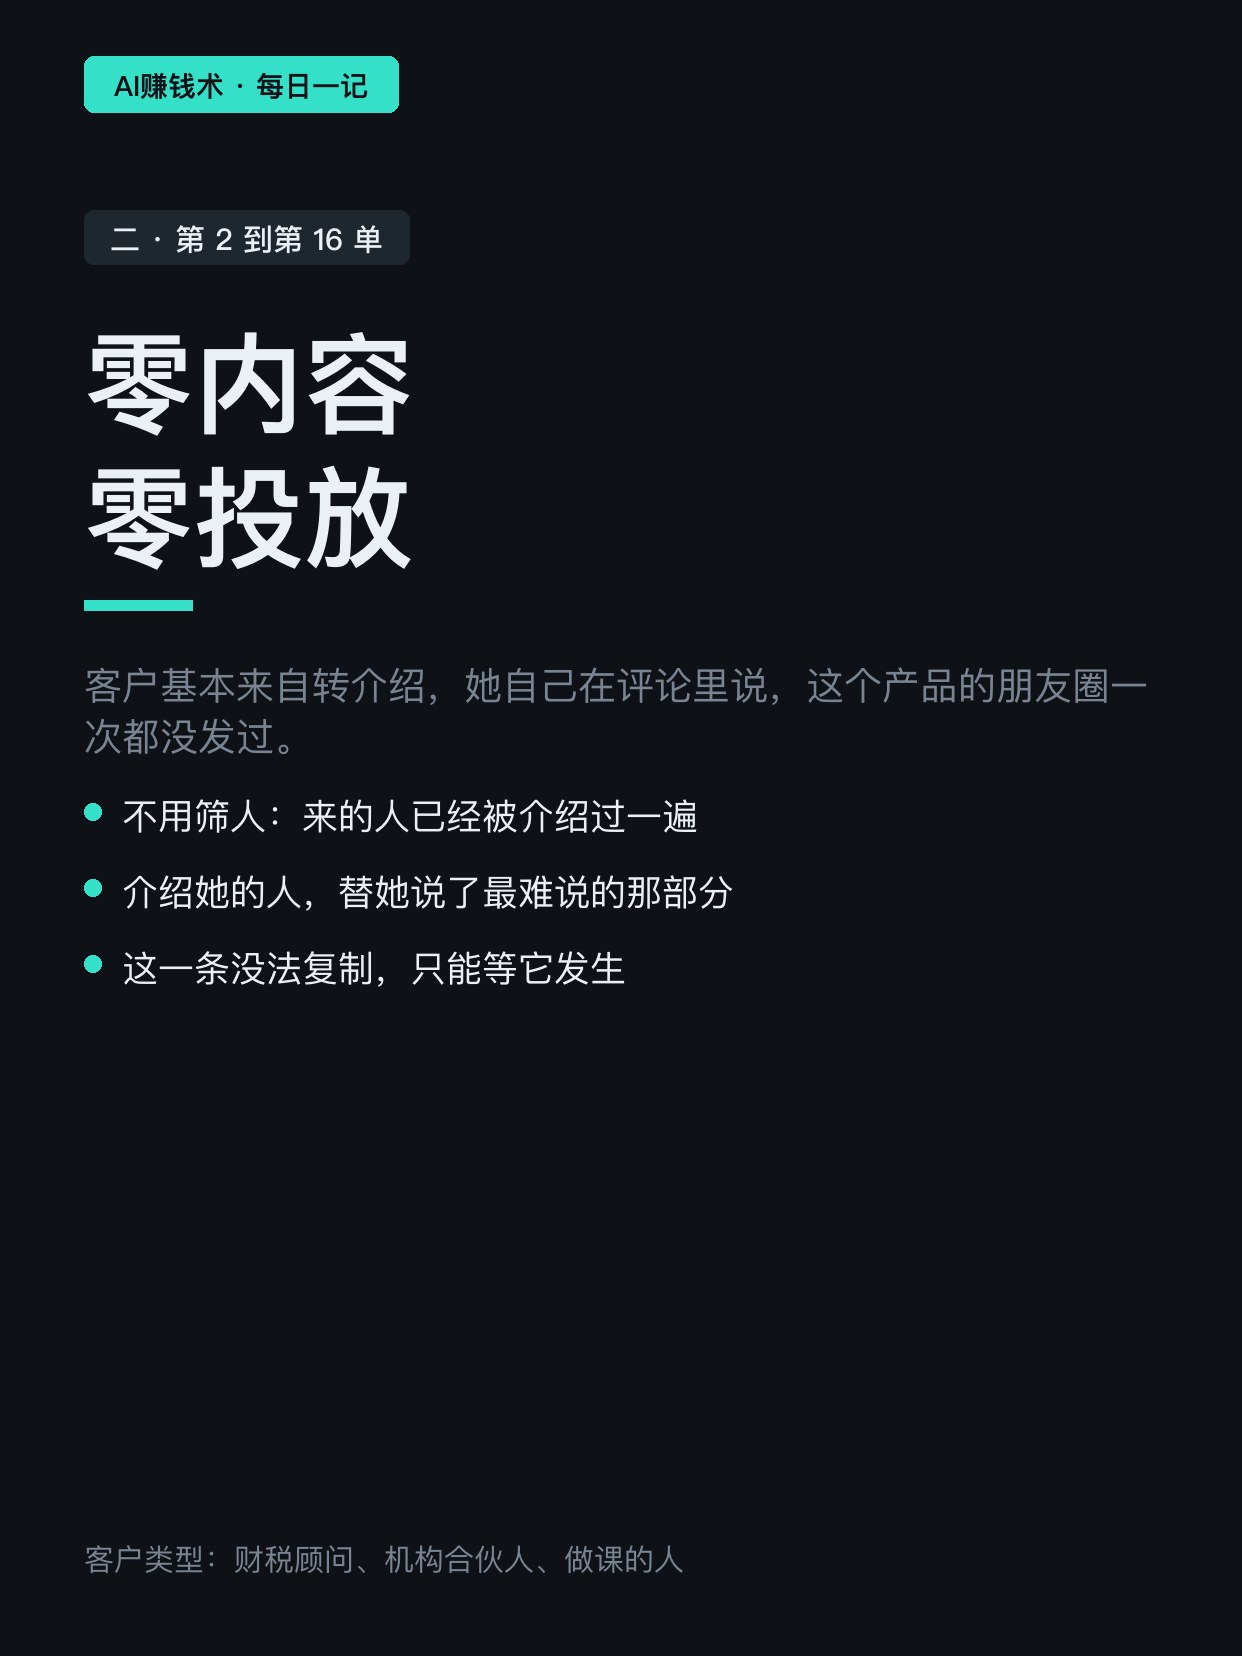 AI赚钱术 · 每日一记
二 · 第 2 到第 16 单
零内容
零投放
客户基本来自转介绍，她自己在评论里说，这个产品的朋友圈一
次都没发过。
不用筛人：来的人已经被介绍过一遍
介绍她的人，替她说了最难说的那部分
这一条没法复制，只能等它发生
客户类型：财税顾问、机构合伙人、做课的人